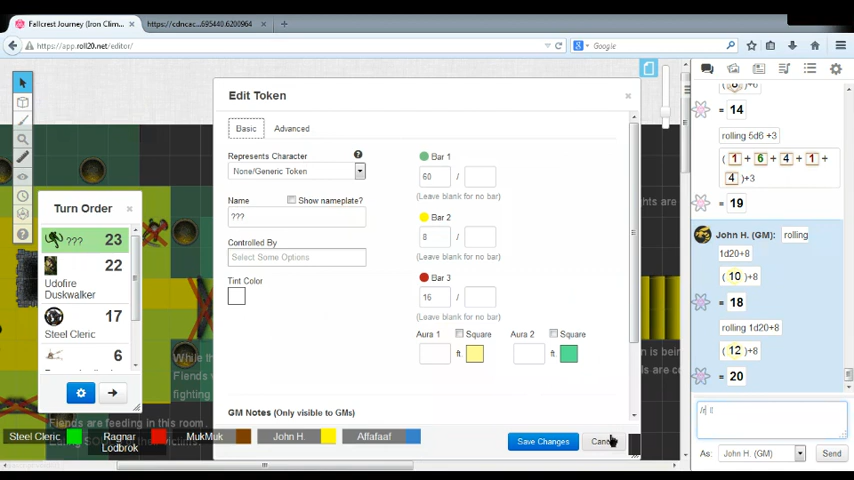 Fallcrest Journey (Iron Clim...
https://cdncac...695440.6200964
https://app.roll20.net/editor/
Google
Edit Token
Basic
Advanced
Represents Character
None/Generic Token
Name
Show nameplate?
???
Controlled By
Select Some Options
Tint Color
Bar 1
60 /
(Leave blank for no bar)
Bar 2
8 /
(Leave blank for no bar)
Bar 3
16 /
(Leave blank for no bar)
Aura 1
Square
Aura 2
Square
ft.
ft.
GM Notes (Only visible to GMs)
Save Changes
Turn Order
??? 23
22
Udofire
Duskwalker
17
Steel Cleric
6
While th
Fiends
fighting
Fiends are feeding in this room.
Steel Cleric
Ragnar
Lodbrok
MukMuk
John H.
Affafaaf
)+6
= 14
rolling 5d6 +3
( 1 + 6 + 4 + 1 +
4 )+3
= 19
John H. (GM): rolling
1d20+8
( 10 )+8
= 18
rolling 1d20+8
( 12 )+8
= 20
/r
As: John H. (GM)
Send